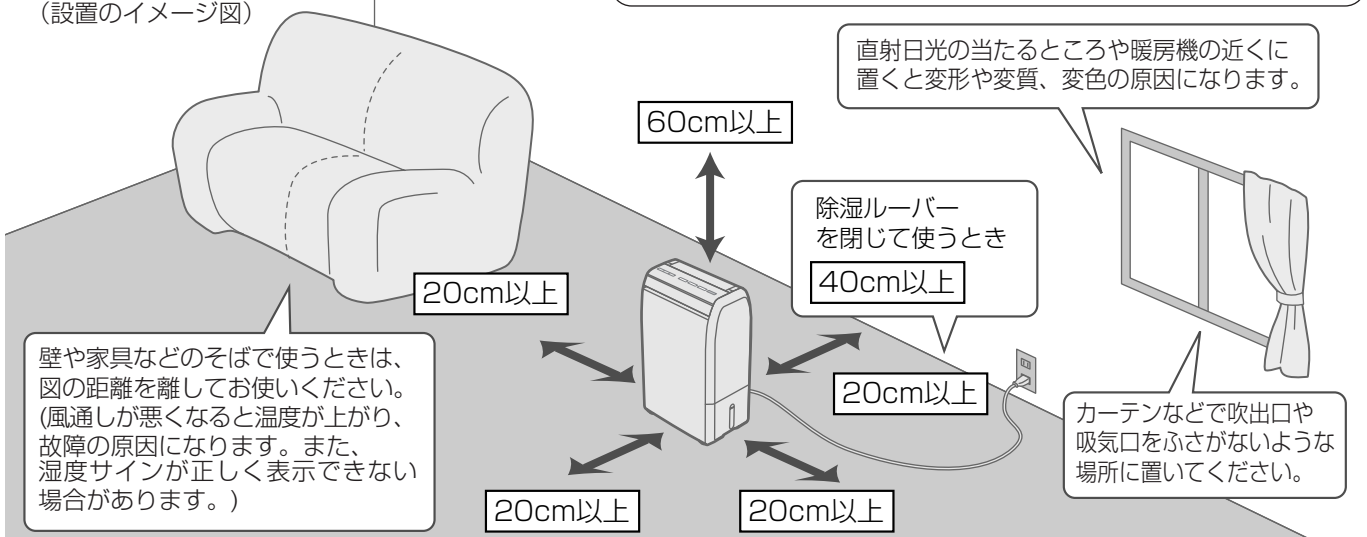 （設置のイメージ図）
直射日光の当たるところや暖房機の近くに
置くと変形や変質、変色の原因になります。
60cm以上
除湿ルーバー
を閉じて使うとき
40cm以上
20cm以上
20cm以上
壁や家具などのそばで使うときは、
図の距離を離してお使いください。
(風通しが悪くなると温度が上がり、
故障の原因になります。また、
湿度サインが正しく表示できない
場合があります。)
カーテンなどで吹出口や
吸気口をふさがないような
場所に置いてください。
20cm以上
20cm以上